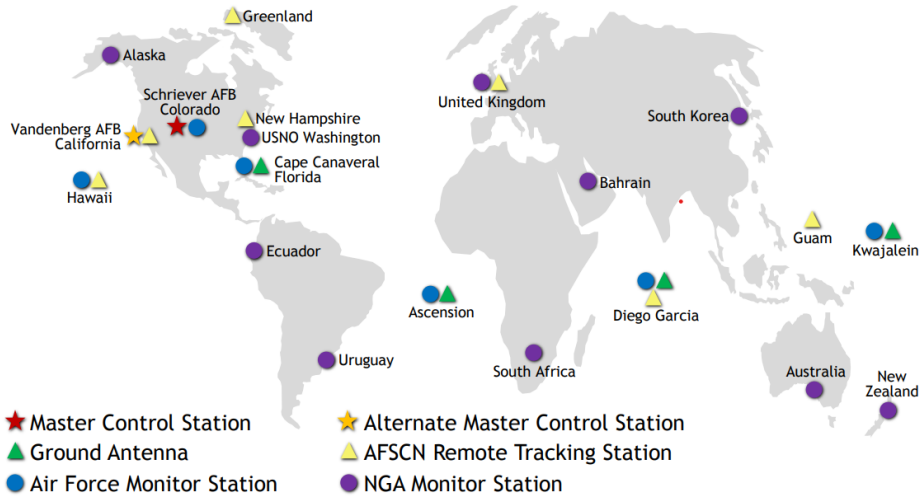 Greenland
Alaska
Schriever AFB
Colorado
Vandenberg AFB
California
New Hampshire
USNO Washington
Cape Canaveral
Florida
Hawaii
United Kingdom
South Korea
Bahrain
Guam
Kwajalein
Ecuador
Ascension
Diego Garcia
Uruguay
South Africa
Australia
New
Zealand
Master Control Station
Alternate Master Control Station
Ground Antenna
AFSCN Remote Tracking Station
Air Force Monitor Station
NGA Monitor Station